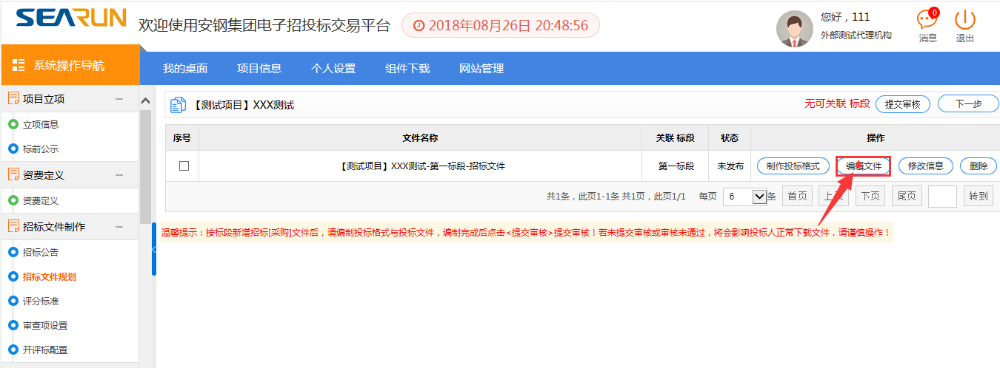 SEARUN 欢迎使用安钢集团电子招投标交易平台 2018年08月26日 20:48:56
您好，111
外部测试代理机构
0
消息 退出
系统操作导航 我的桌面 项目信息 个人设置 组件下载 网站管理
项目立项
立项信息
标前公示
资费定义
资费定义
招标文件制作
招标公告
招标文件规划
评分标准
审查项设置
开评标配置
【测试项目】XXX测试 无可关联 标段 提交审核 下一步
序号 文件名称 关联 标段 状态 操作
【测试项目】XXX测试-第一标段-招标文件 第一标段 未发布 制作投标格式 编辑文件 修改信息 删除
共1条，此页1-1条 共1页，此页1/1 每页 6 条 首页 上 下页 尾页 转到
温馨提示：按标段新增招标[采购]文件后，请编制投标格式与投标文件，编制完成后点击<提交审核>提交审核！若未提交审核或审核未通过，将会影响投标人正常下载文件，请谨慎操作！